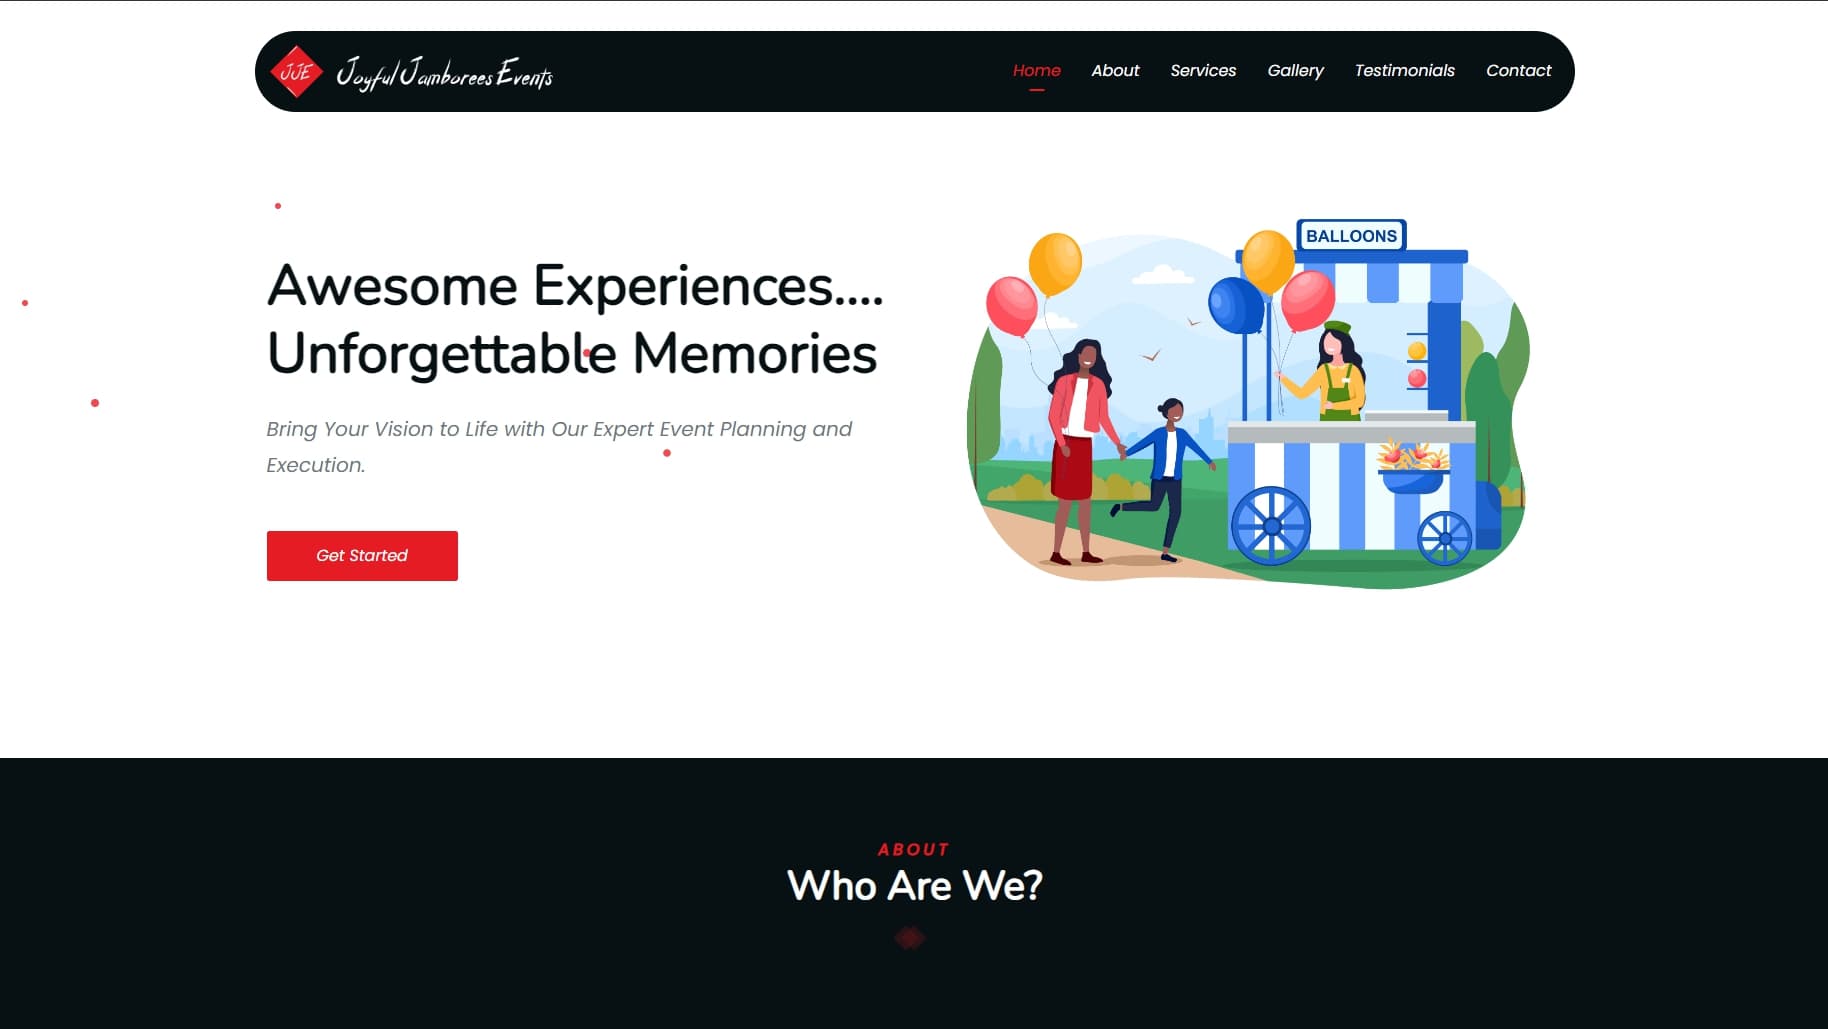 JJE Joyful Jamborees Events
Home About Services Gallery Testimonials Contact
Awesome Experiences....
Unforgettable Memories
Bring Your Vision to Life with Our Expert Event Planning and
Execution.
Get Started
BALLOONS
ABOUT
Who Are We?